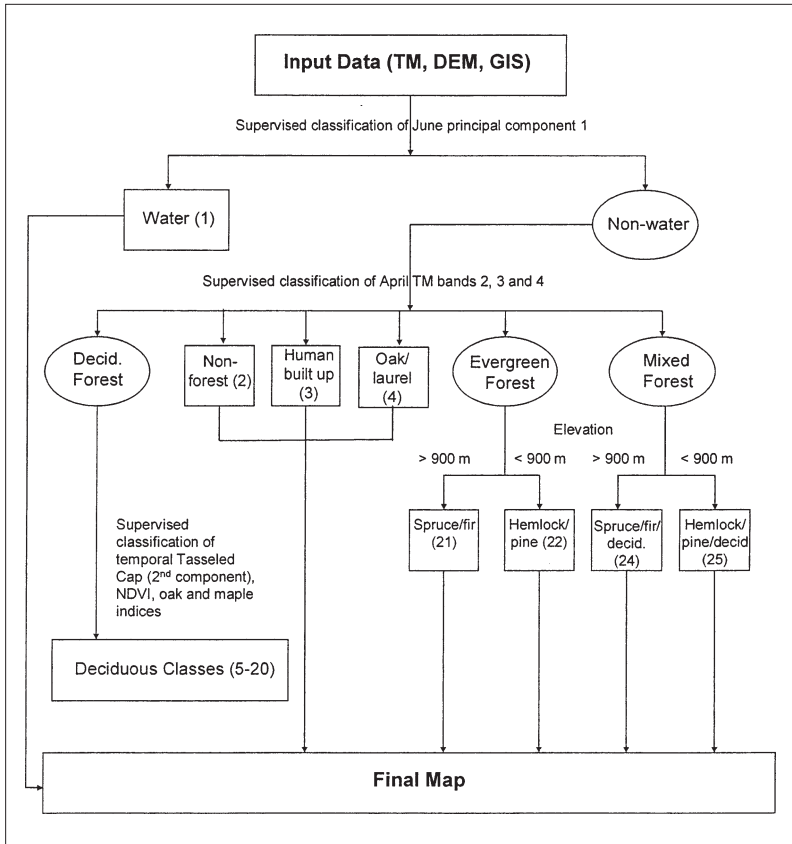 Input Data (TM, DEM, GIS)
Supervised classification of June principal component 1
Water (1)
Non-water
Supervised classification of April TM bands 2, 3 and 4
Decid.
Forest
Non-
forest (2)
Human
built up
(3)
Oak/
laurel
(4)
Evergreen
Forest
Mixed
Forest
Elevation
> 900 m
< 900 m
> 900 m
< 900 m
Spruce/fir
(21)
Hemlock/
pine (22)
Spruce/fir/
decid.
(24)
Hemlock/
pine/decid
(25)
Supervised
classification of
temporal Tasseled
Cap (2nd component),
NDVI, oak and maple
indices
Deciduous Classes (5-20)
Final Map